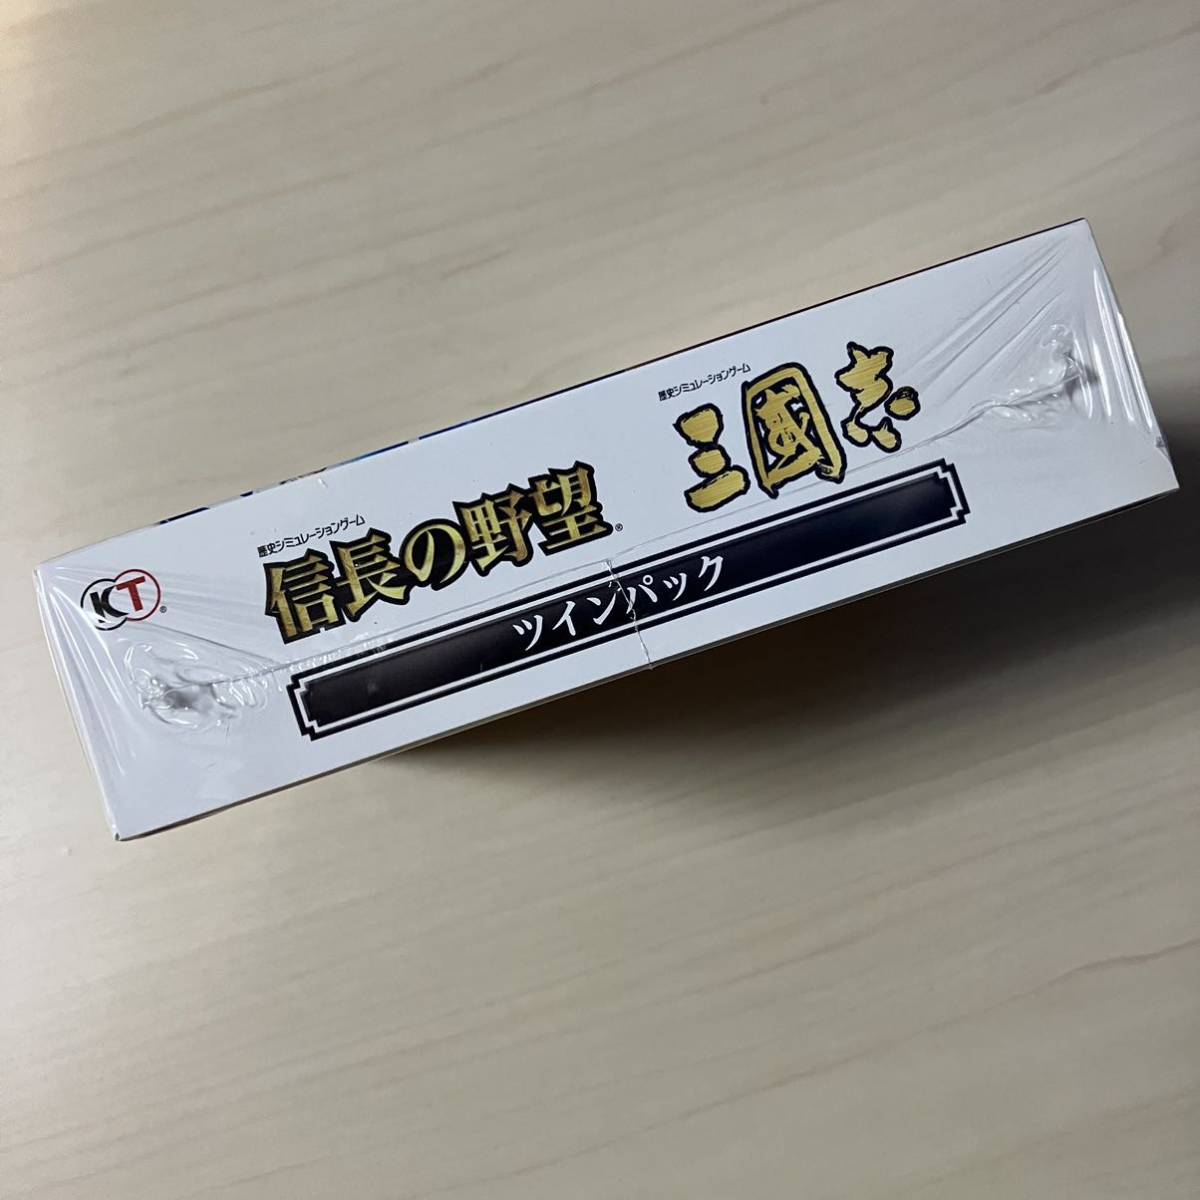 KT®
歴史シミュレーションゲーム
信長の野望®
歴史シミュレーションゲーム
三國志
ツインパック